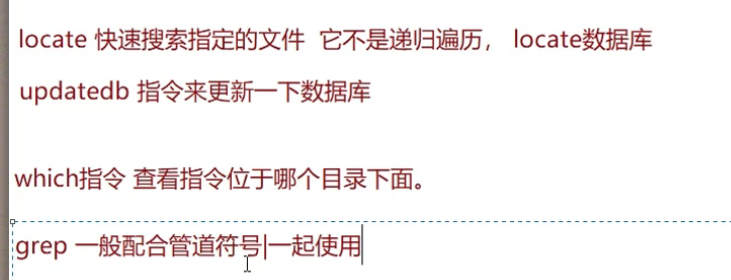 locate 快速搜索指定的文件  它不是递归遍历， locate数据库
updatedb 指令来更新一下数据库
which指令 查看指令位于哪个目录下面。
grep 一般配合管道符号|一起使用